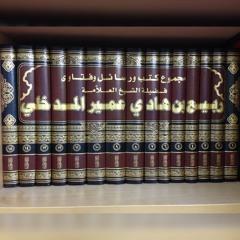 مجموع كتب ورسائل وفتاوى
فضيلة الشيخ العلامة
ربيع بن هادي عمير المدخلي